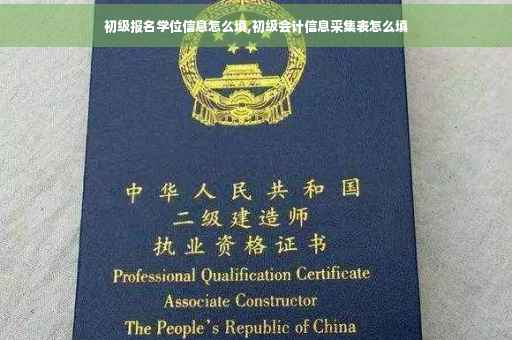 初级报名学位信息怎么填,初级会计信息采集表怎么填
中华人民共和国
二级建造师
执业资格证书
Professional Qualification Certificate
Associate Constructor
The People's Republic of China